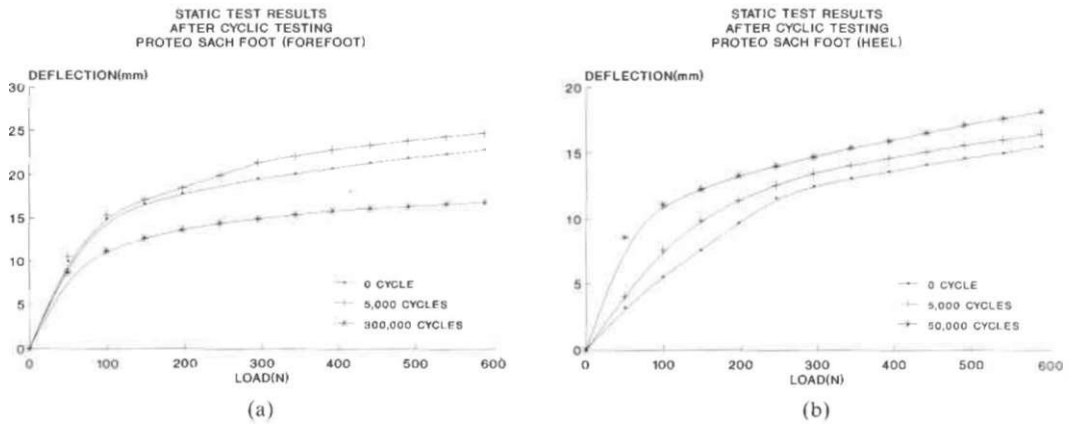 STATIC TEST RESULTS
AFTER CYCLIC TESTING
PROTEO SACH FOOT (FOREFOOT)
DEFLECTION(mm)
30
25
20
15
10
5
0
0 100 200 300 400 500 600
LOAD(N)
0 CYCLE
5,000 CYCLES
300,000 CYCLES
(a)
STATIC TEST RESULTS
AFTER CYCLIC TESTING
PROTEO SACH FOOT (HEEL)
DEFLECTION(mm)
20
15
10
5
0
0 100 200 300 400 500 600
LOAD(N)
0 CYCLE
5,000 CYCLES
50,000 CYCLES
(b)